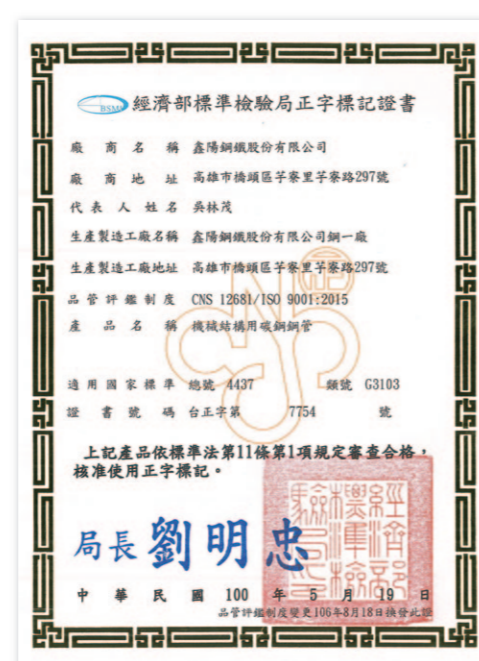 BSMI 經濟部標準檢驗局正字標記證書
廠商名稱 鑫陽鋼鐵股份有限公司
廠商地址 高雄市橋頭區芋寮里芋寮路297號
代表人姓名 吳林茂
生產製造工廠名稱 鑫陽鋼鐵股份有限公司鋼一廠
生產製造工廠地址 高雄市橋頭區芋寮里芋寮路297號
品管評鑑制度 CNS 12681/ISO 9001:2015
產品名稱 機械結構用碳鋼鋼管
適用國家標準 總號 4437 類號 G3103
證書號碼 台正字第 7754 號
上記產品依標準法第11條第1項規定審查合格，
核准使用正字標記。
局長 劉明忠
中華民國 100 年 5 月 19 日
品管評鑑制度變更106年8月18日換發此證